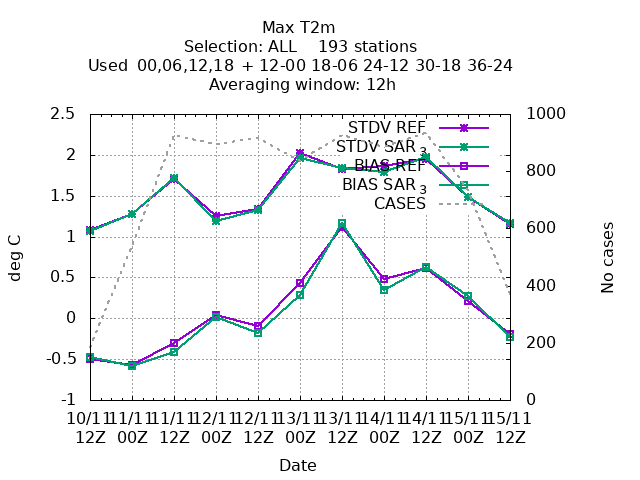 Max T2m
Selection: ALL    193 stations
Used  00,06,12,18  + 12-00 18-06 24-12 30-18 36-24
Averaging window: 12h
2.5
2
1.5
1
0.5
0
-0.5
-1
deg C
1000
800
600
400
200
0
No cases
STDV REF
STDV SAR 3
BIAS REF
BIAS SAR 3
CASES
10/11 11/11 11/11 12/11 12/11 13/11 13/11 14/11 14/11 15/11 15/11
12Z 00Z 12Z 00Z 12Z 00Z 12Z 00Z 12Z 00Z 12Z
Date